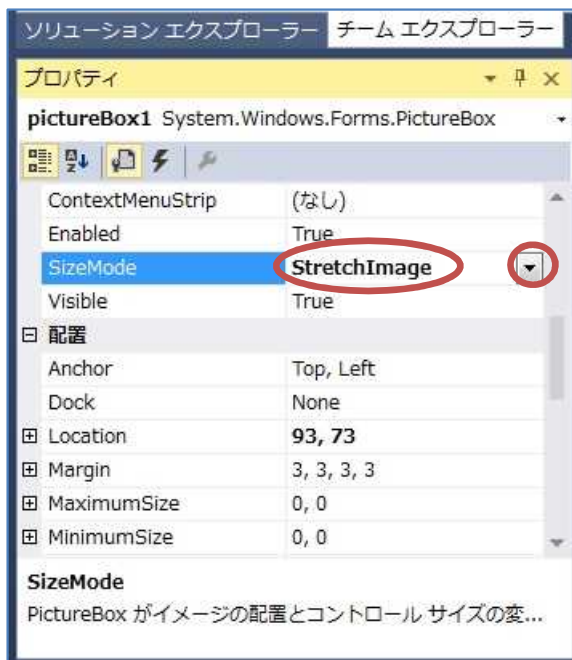 ソリューション エクスプローラー チーム エクスプローラー
プロパティ
pictureBox1 System.Windows.Forms.PictureBox
ContextMenuStrip (なし)
Enabled True
SizeMode StretchImage
Visible True
配置
Anchor Top, Left
Dock None
Location 93, 73
Margin 3, 3, 3, 3
MaximumSize 0, 0
MinimumSize 0, 0
SizeMode
PictureBox がイメージの配置とコントロール サイズの変...